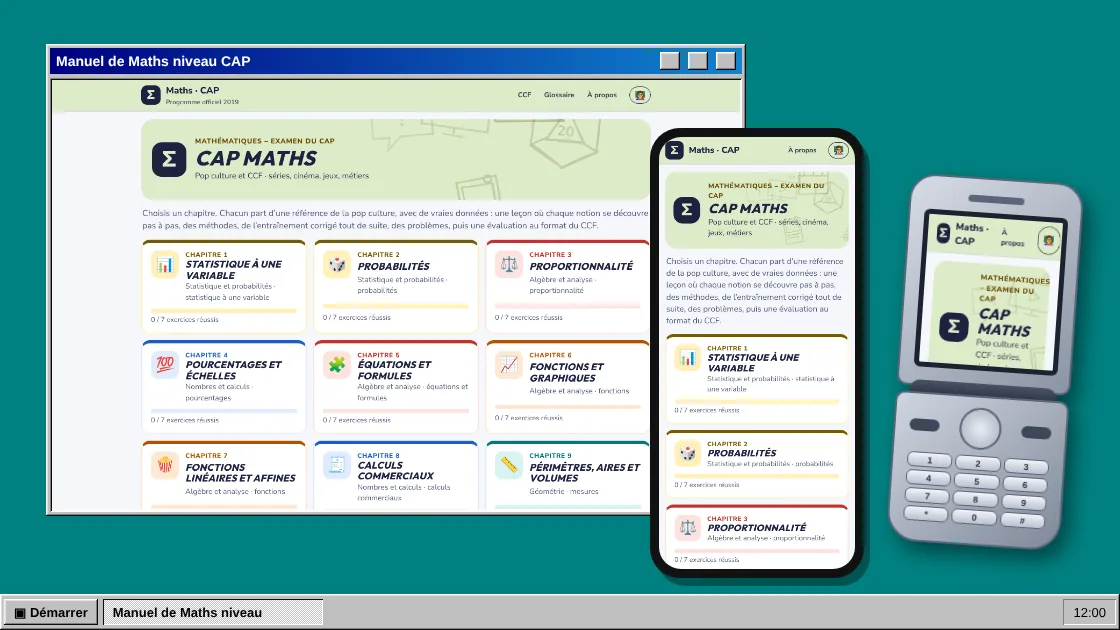 Manuel de Maths niveau CAP
Σ
Maths · CAP
Programme officiel 2019
CCF
Glossaire
À propos
Σ
MATHÉMATIQUES – EXAMEN DU CAP
CAP MATHS
Pop culture et CCF · séries, cinéma, jeux, métiers
20
Choisis un chapitre. Chacun part d'une référence de la pop culture, avec de vraies données : une leçon où chaque notion se découvre
pas à pas, des méthodes, de l'entraînement corrigé tout de suite, des problèmes, puis une évaluation au format du CCF.
CHAPITRE 1
STATISTIQUE À UNE
VARIABLE
Statistique et probabilités ·
statistique à une variable
0 / 7 exercices réussis
CHAPITRE 2
PROBABILITÉS
Statistique et probabilités ·
probabilités
0 / 7 exercices réussis
CHAPITRE 3
PROPORTIONNALITÉ
Algèbre et analyse ·
proportionnalité
0 / 7 exercices réussis
100
CHAPITRE 4
POURCENTAGES ET
ÉCHELLES
Nombres et calculs ·
pourcentages
0 / 7 exercices réussis
CHAPITRE 5
ÉQUATIONS ET
FORMULES
Algèbre et analyse · équations et
formules
0 / 7 exercices réussis
CHAPITRE 6
FONCTIONS ET
GRAPHIQUES
Algèbre et analyse · fonctions
0 / 7 exercices réussis
CHAPITRE 7
FONCTIONS
LINÉAIRES ET AFFINES
Algèbre et analyse · fonctions
CHAPITRE 8
CALCULS
COMMERCIAUX
Nombres et calculs · calculs
commerciaux
CHAPITRE 9
PÉRIMÈTRES, AIRES ET
VOLUMES
Géométrie · mesures
Σ
Maths · CAP
À propos
Σ
MATHÉMATIQUES – EXAMEN DU
CAP
CAP MATHS
Pop culture et CCF · séries, cinéma,
jeux, métiers
Choisis un chapitre. Chacun part d'une référence
de la pop culture, avec de vraies données : une
leçon où chaque notion se découvre pas à pas,
des méthodes, de l'entraînement corrigé tout de
suite, des problèmes, puis une évaluation au
format du CCF.
CHAPITRE 1
STATISTIQUE À UNE
VARIABLE
Statistique et probabilités · statistique à
une variable
0 / 7 exercices réussis
CHAPITRE 2
PROBABILITÉS
Statistique et probabilités · probabilités
0 / 7 exercices réussis
CHAPITRE 3
PROPORTIONNALITÉ
Algèbre et analyse · proportionnalité
0 / 7 exercices réussis
Σ
Maths ·
CAP
À
propos
Σ
MATHÉMATIQUES
– EXAMEN DU
CAP
CAP
MATHS
Pop culture et
CCF · séries,
1 2 3
4 5 6
7 8 9
* 0 #
Démarrer
Manuel de Maths niveau
12:00